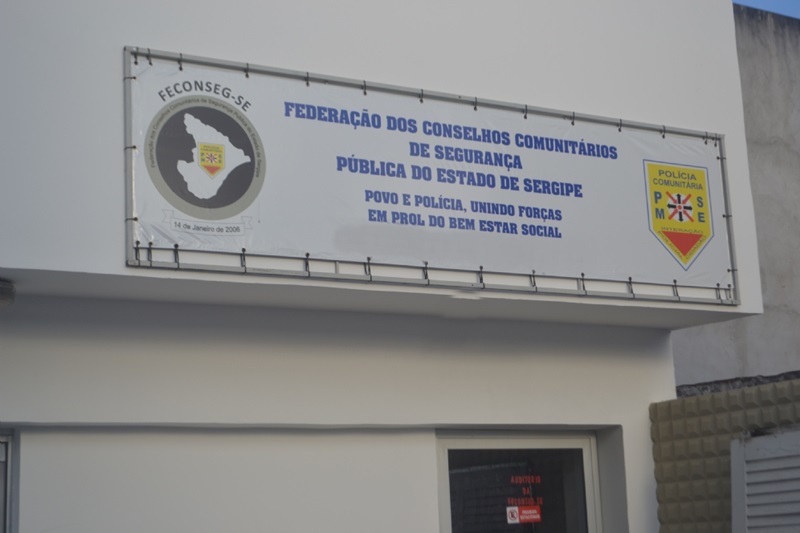 FECONSEG-SE
14 de Janeiro de 2006
FEDERAÇÃO DOS CONSELHOS COMUNITÁRIOS
DE SEGURANÇA
PÚBLICA DO ESTADO DE SERGIPE
POVO E POLÍCIA, UNINDO FORÇAS
EM PROL DO BEM ESTAR SOCIAL
POLÍCIA
COMUNITÁRIA
P S
M E
INTERAÇÃO